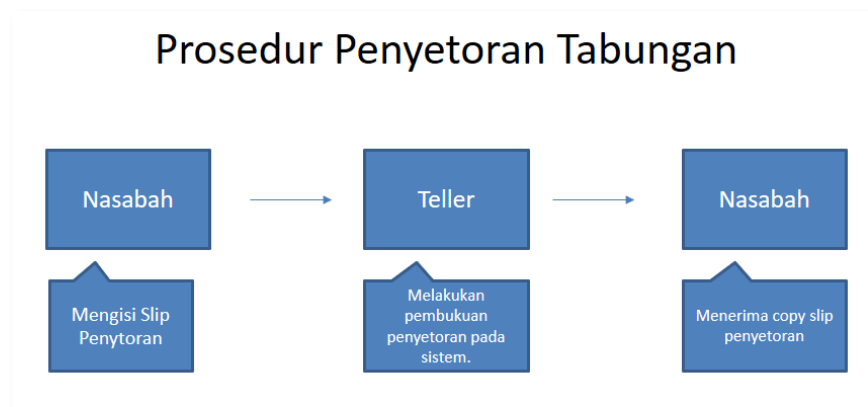 Prosedur Penyetoran Tabungan
Nasabah
Teller
Nasabah
Mengisi Slip
Penytoran
Melakukan
pembukuan
penyetoran pada
sistem.
Menerima copy slip
penyetoran